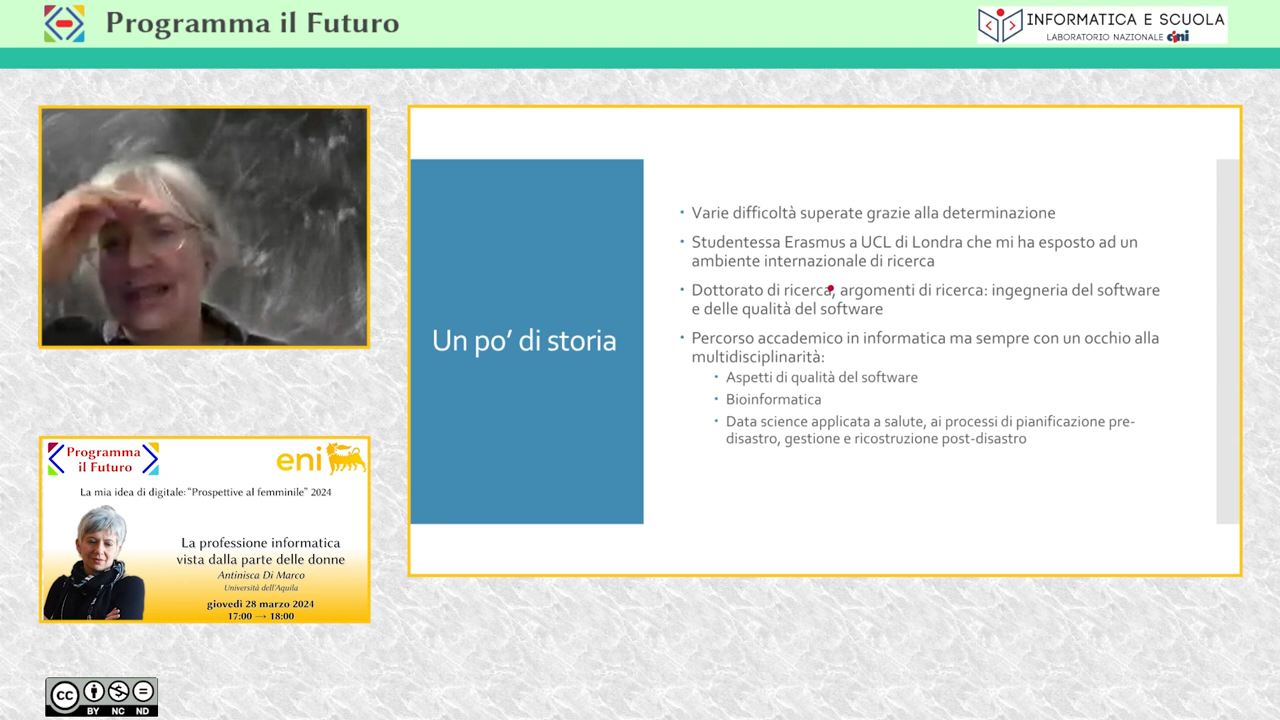 Programma il Futuro
INFORMATICA E SCUOLA
LABORATORIO NAZIONALE cini
Un po’ di storia
• Varie difficoltà superate grazie alla determinazione
• Studentessa Erasmus a UCL di Londra che mi ha esposto ad un
ambiente internazionale di ricerca
• Dottorato di ricerca, argomenti di ricerca: ingegneria del software
e delle qualità del software
• Percorso accademico in informatica ma sempre con un occhio alla
multidisciplinarità:
• Aspetti di qualità del software
• Bioinformatica
• Data science applicata a salute, ai processi di pianificazione pre-
disastro, gestione e ricostruzione post-disastro
Programma
il Futuro
eni
La mia idea di digitale: “Prospettive al femminile” 2024
La professione informatica
vista dalla parte delle donne
Antinisca Di Marco
Università dell’Aquila
giovedì 28 marzo 2024
17:00 → 18:00
cc
BY NC ND